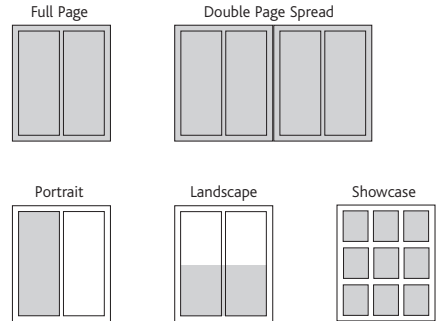 Full Page
Double Page Spread
Portrait
Landscape
Showcase